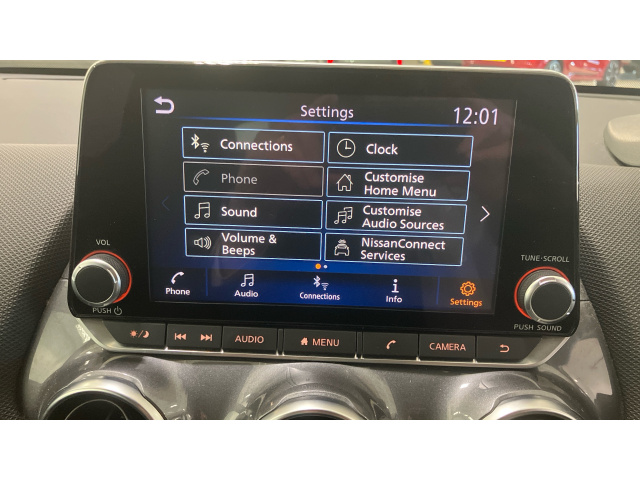 Settings
12:01
Connections
Clock
Phone
Customise
Home Menu
Sound
Customise
Audio Sources
Volume &
Beeps
NissanConnect
Services
Phone
Audio
Connections
Info
Settings
VOL
PUSH
TUNE·SCROLL
PUSH SOUND
AUDIO
MENU
CAMERA